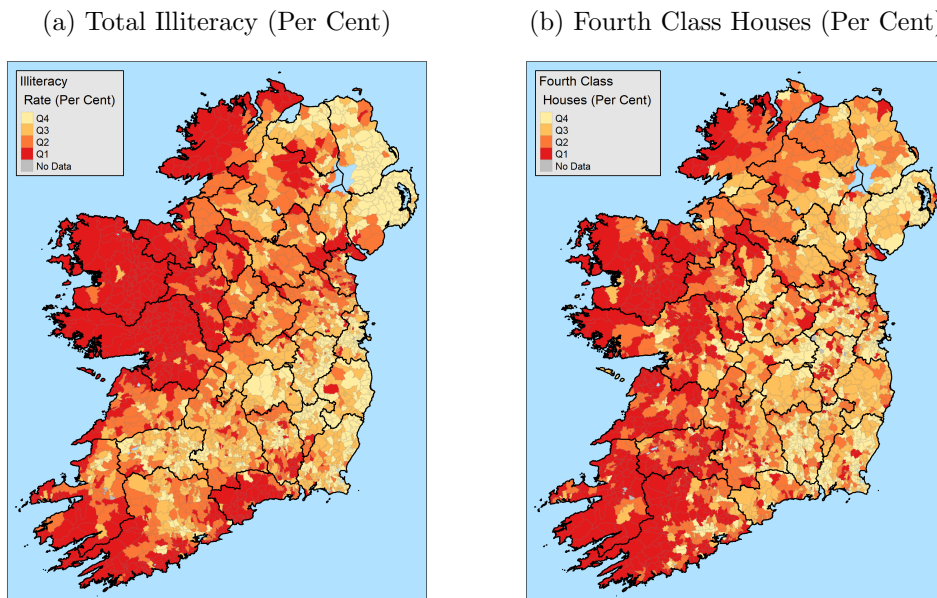 (a) Total Illiteracy (Per Cent)
(b) Fourth Class Houses (Per Cent)
Illiteracy
Rate (Per Cent)
Q4
Q3
Q2
Q1
No Data
Fourth Class
Houses (Per Cent)
Q4
Q3
Q2
Q1
No Data